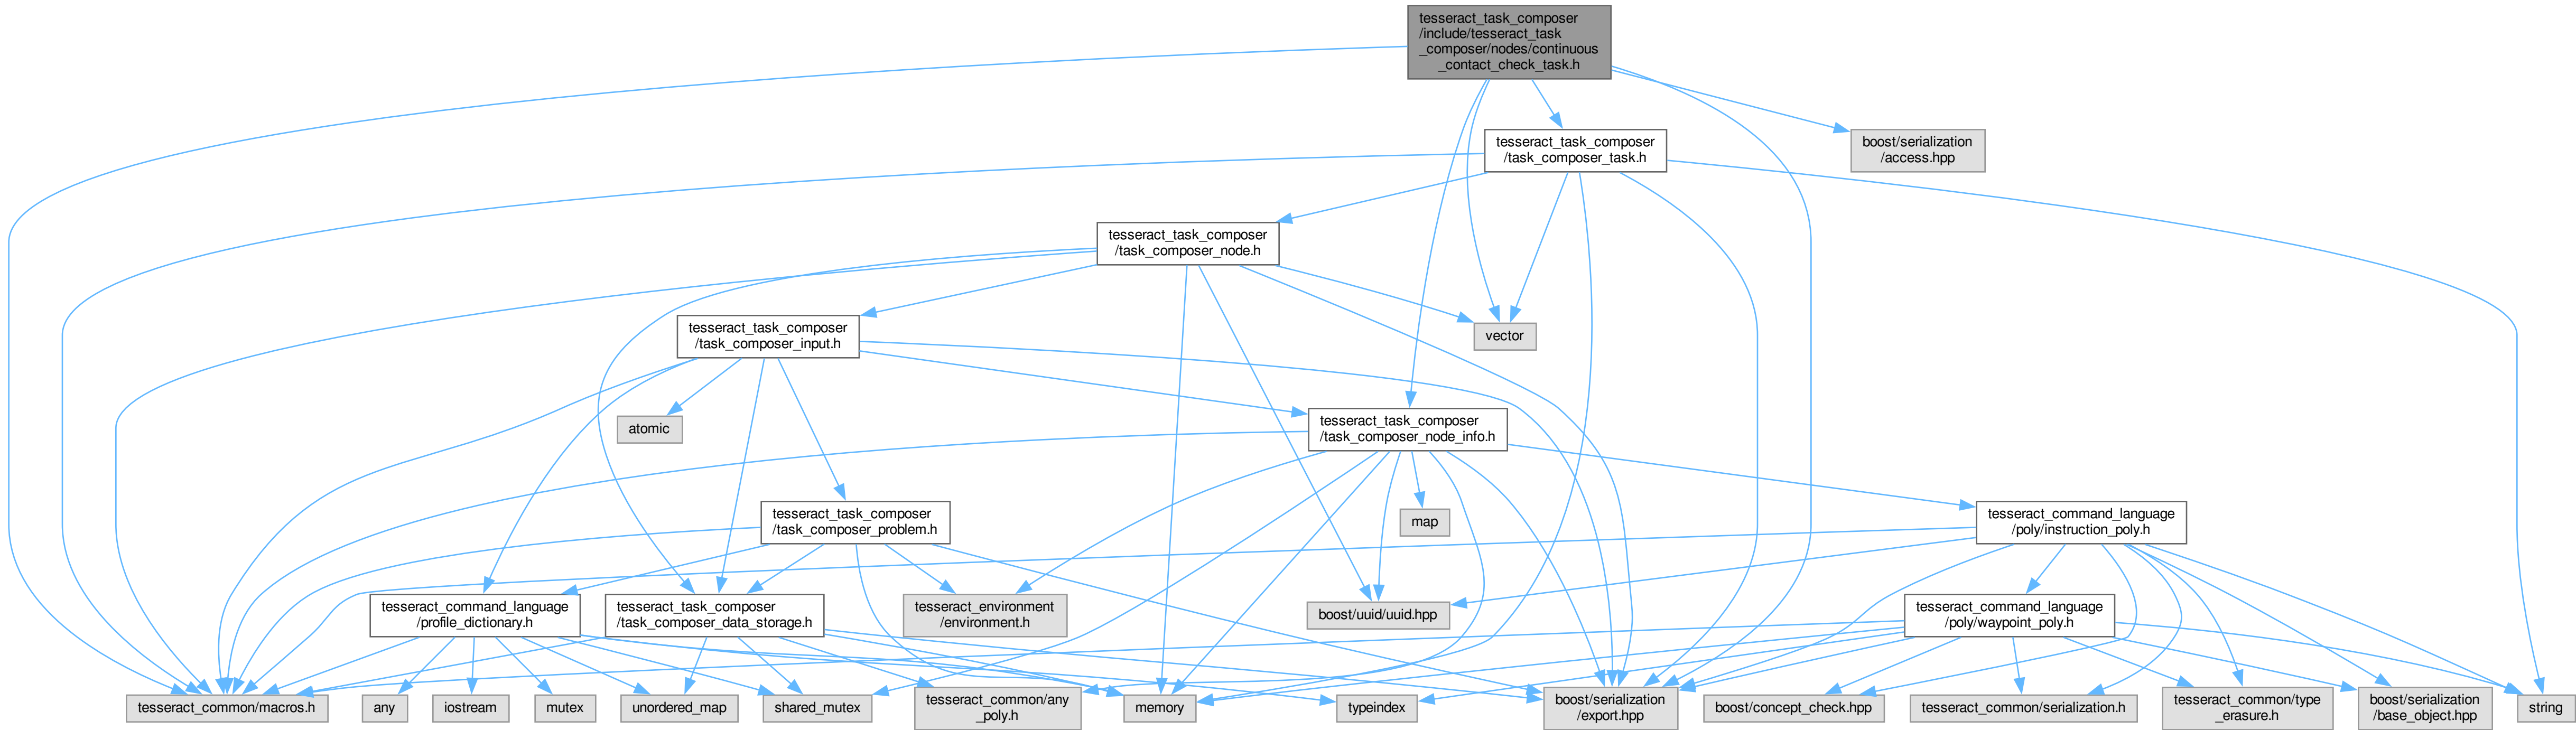 tesseract_task_composer
/include/tesseract_task
_composer/nodes/continuous
_contact_check_task.h
tesseract_task_composer
/task_composer_task.h
boost/serialization
/access.hpp
tesseract_task_composer
/task_composer_node.h
tesseract_task_composer
/task_composer_input.h
vector
atomic
tesseract_task_composer
/task_composer_node_info.h
tesseract_task_composer
/task_composer_problem.h
map
tesseract_command_language
/poly/instruction_poly.h
tesseract_command_language
/profile_dictionary.h
tesseract_task_composer
/task_composer_data_storage.h
tesseract_environment
/environment.h
boost/uuid/uuid.hpp
tesseract_command_language
/poly/waypoint_poly.h
tesseract_common/macros.h
any
iostream
mutex
unordered_map
shared_mutex
tesseract_common/any
_poly.h
memory
typeindex
boost/serialization
/export.hpp
boost/concept_check.hpp
tesseract_common/serialization.h
tesseract_common/type
_erasure.h
boost/serialization
/base_object.hpp
string